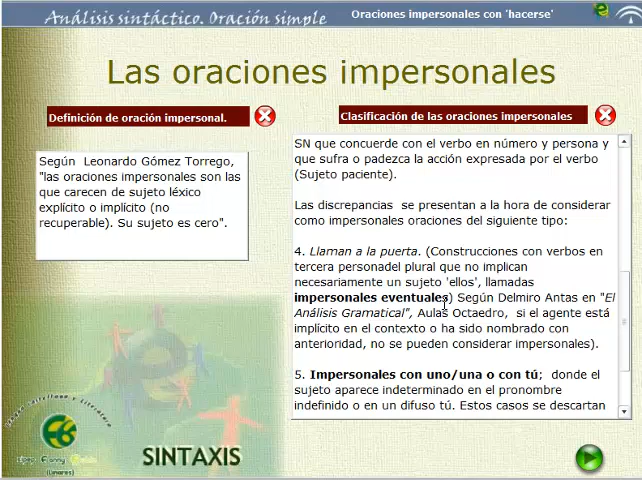 Análisis sintáctico. Oración simple
Oraciones impersonales con 'hacerse'
Las oraciones impersonales
Definición de oración impersonal.
Según Leonardo Gómez Torrego,
"las oraciones impersonales son las
que carecen de sujeto léxico
explícito o implícito (no
recuperable). Su sujeto es cero".
Clasificación de las oraciones impersonales
SN que concuerde con el verbo en número y persona y
que sufra o padezca la acción expresada por el verbo
(Sujeto paciente).
Las discrepancias se presentan a la hora de considerar
como impersonales oraciones del siguiente tipo:
4. Llaman a la puerta. (Construcciones con verbos en
tercera personadel plural que no implican
necesariamente un sujeto 'ellos', llamadas
impersonales eventuales) Según Delmiro Antas en "El
Análisis Gramatical", Aulas Octaedro, si el agente está
implícito en el contexto o ha sido nombrado con
anterioridad, no se pueden considerar impersonales).
5. Impersonales con uno/una o con tú; donde el
sujeto aparece indeterminado en el pronombre
indefinido o en un difuso tú. Estos casos se descartan
Lengua castellana y Literatura
(Linares)
SINTAXIS